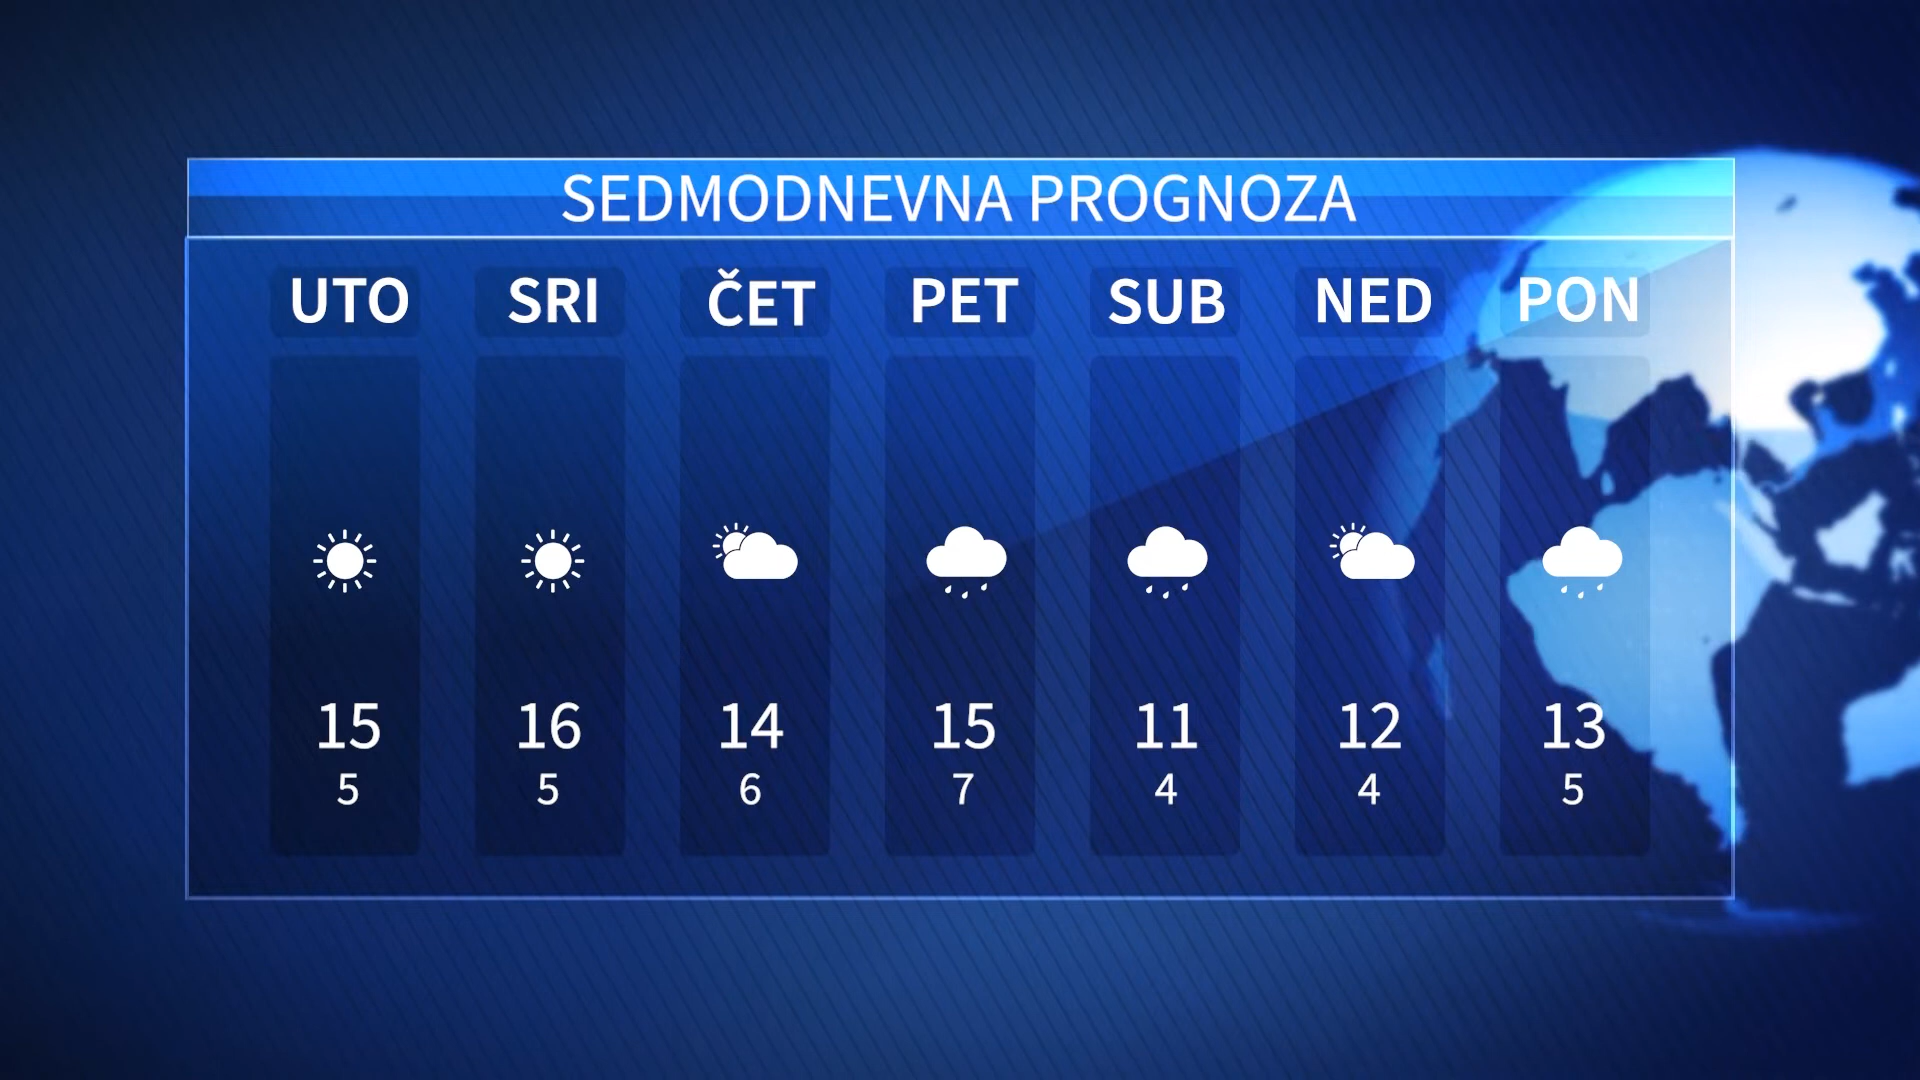 SEDMODNEVNA PROGNOZA
UTO SRI ČET PET SUB NED PON
15 16 14 15 11 12 13
5 5 6 7 4 4 5